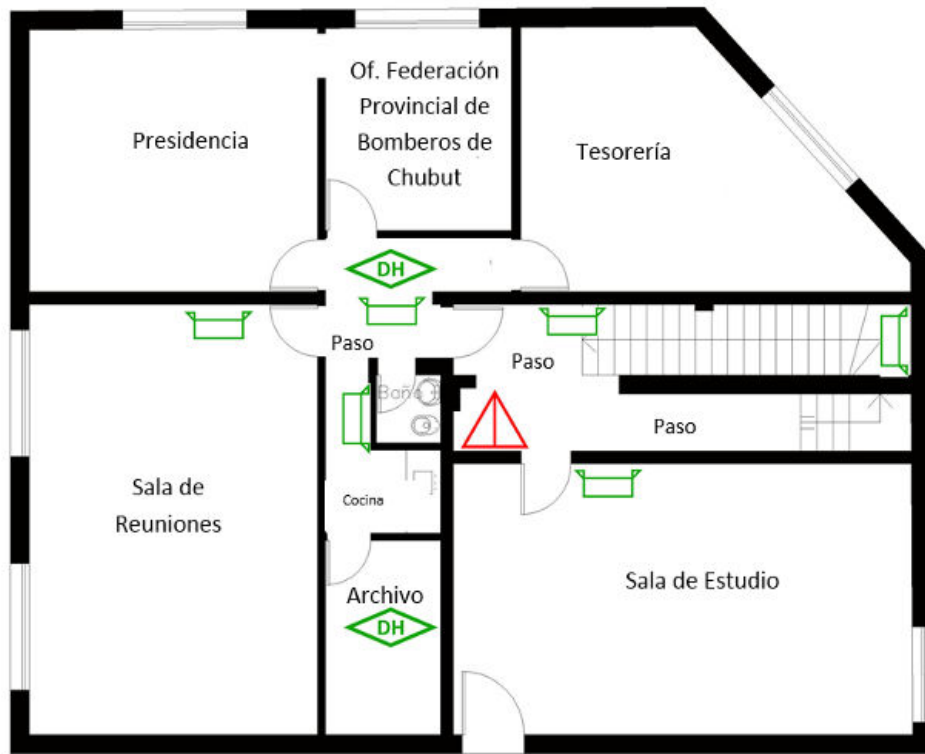 Presidencia
Of. Federación
Provincial de
Bomberos de
Chubut
Tesorería
DH
Paso
Paso
Baño
Paso
Sala de
Reuniones
Cocina
Archivo
DH
Sala de Estudio